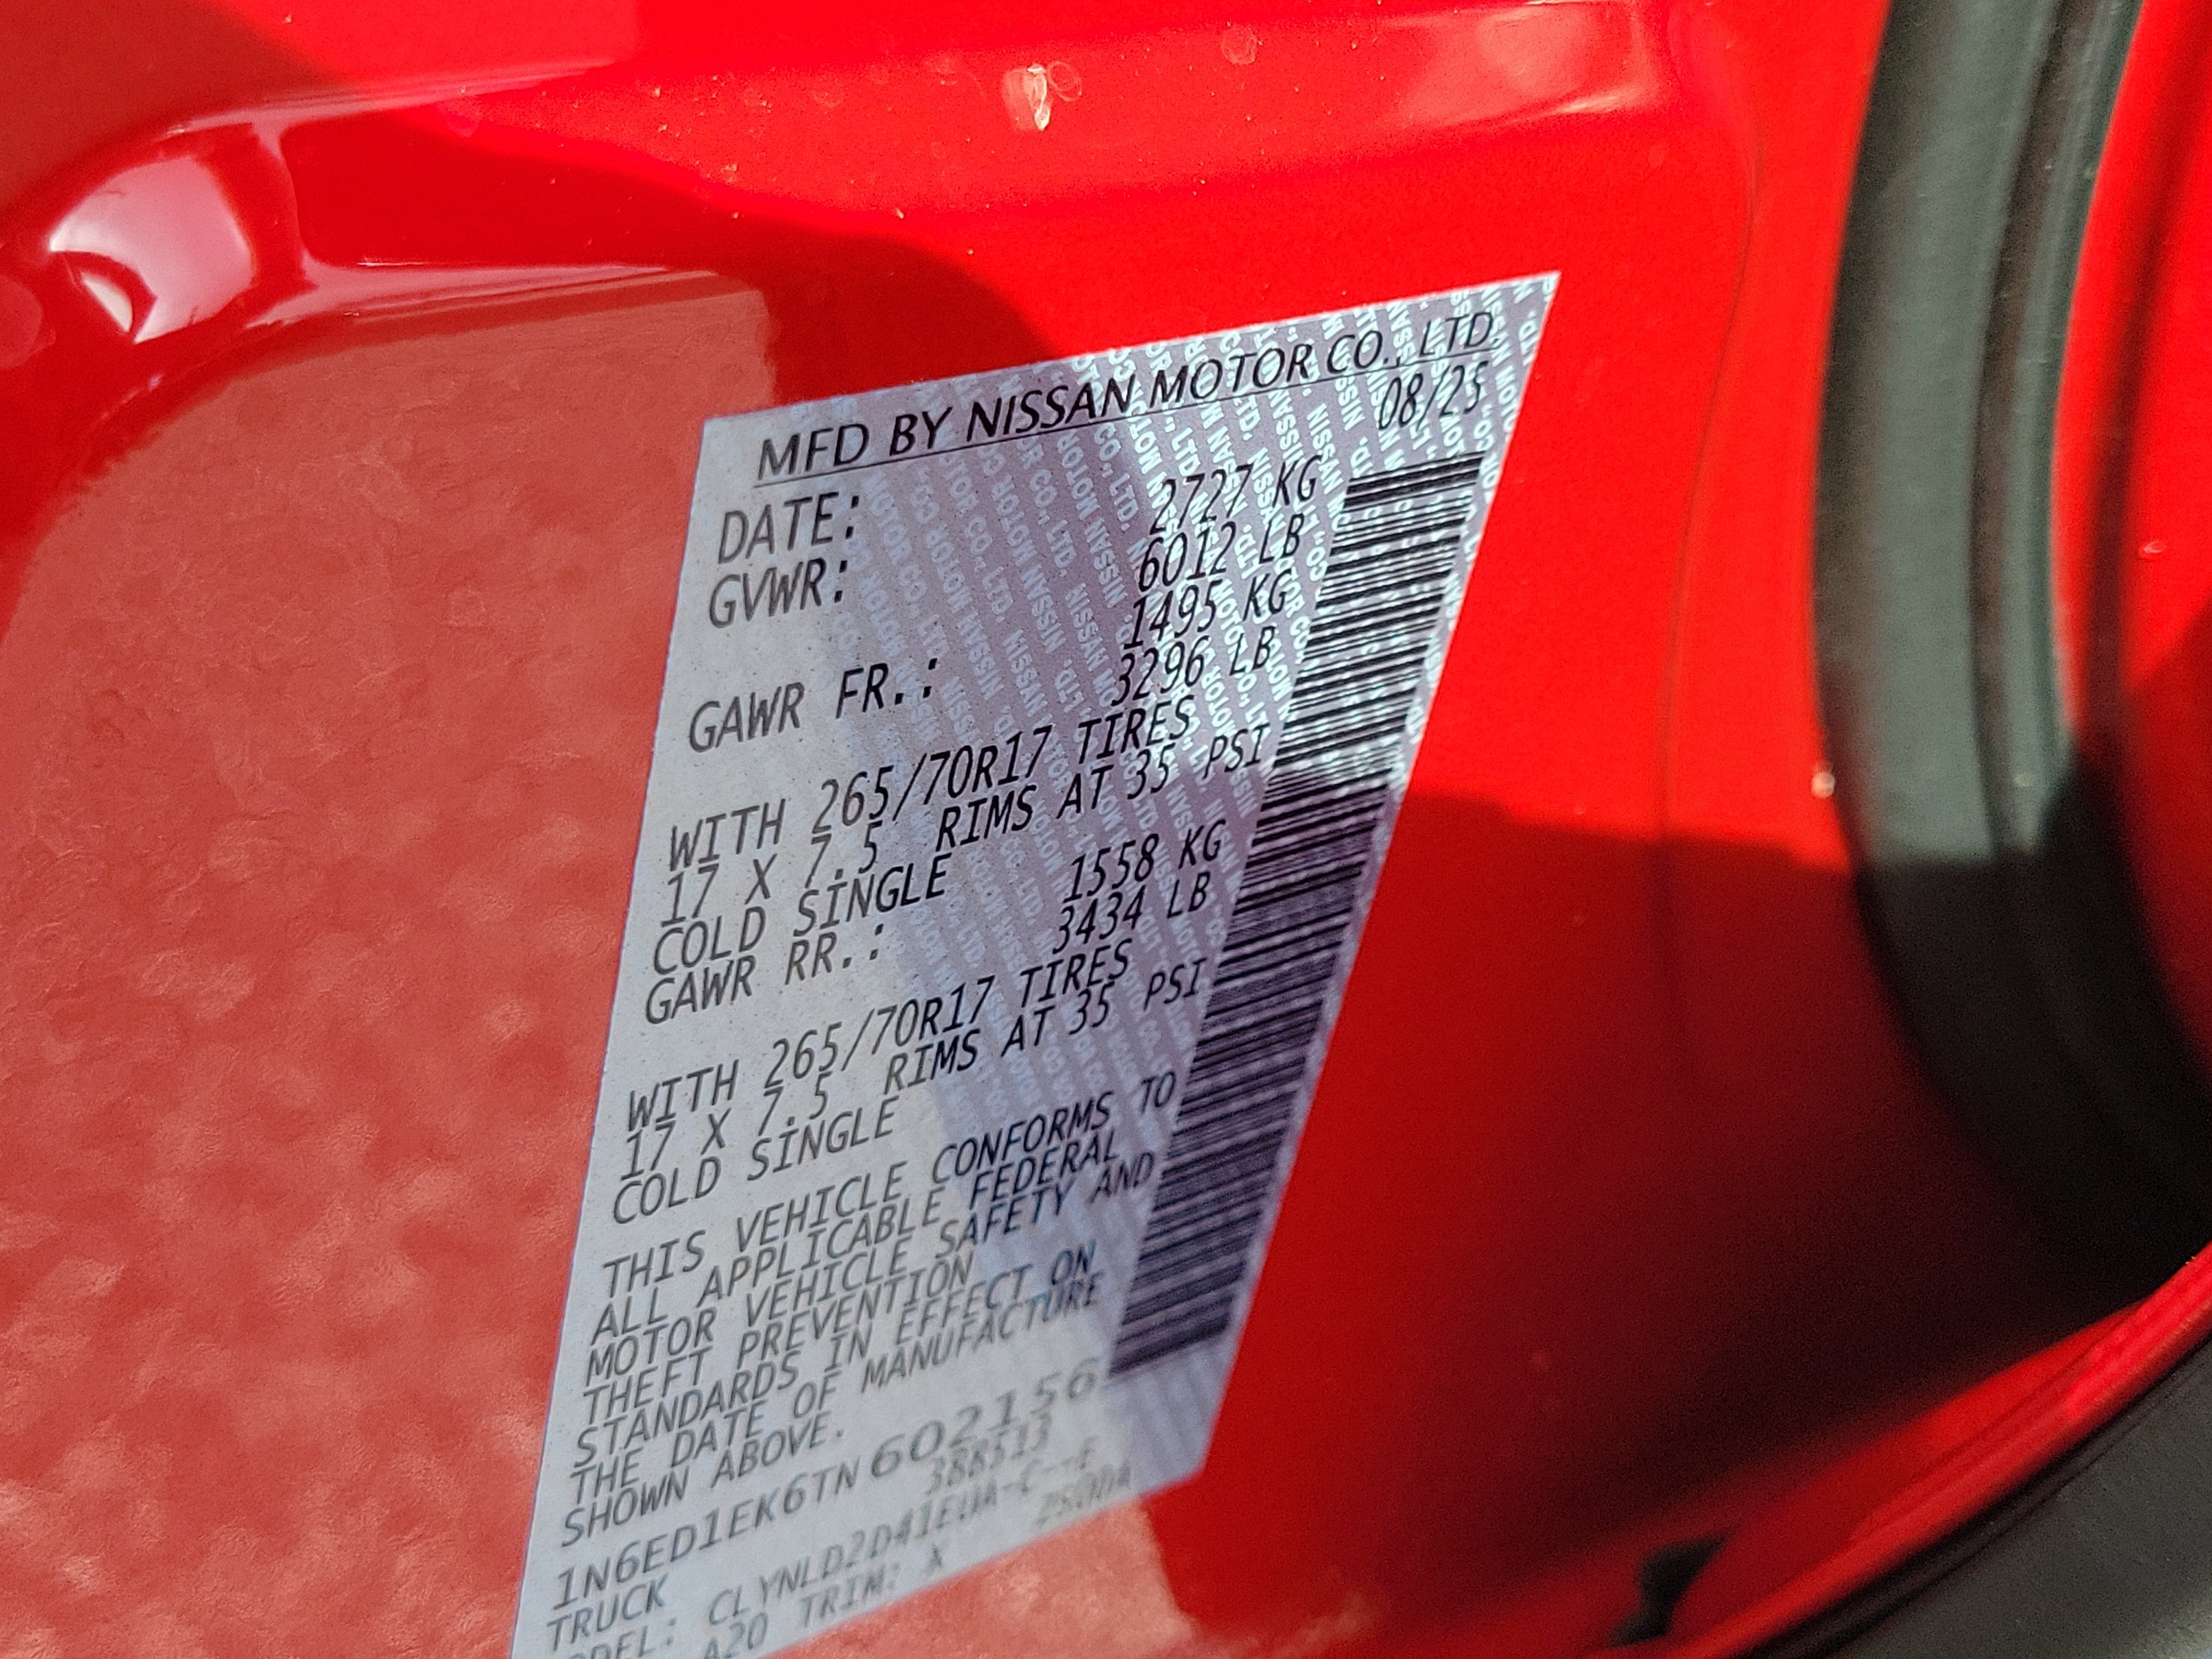 MFD BY NISSAN MOTOR CO., LTD.
DATE: 08/25
GVWR: 2727 KG
6012 LB
GAWR FR.: 1495 KG
3296 LB
WITH 265/70R17 TIRES
17 X 7.5 RIMS AT 35 PSI
COLD SINGLE
GAWR RR.: 1558 KG
3434 LB
WITH 265/70R17 TIRES
17 X 7.5 RIMS AT 35 PSI
COLD SINGLE
THIS VEHICLE CONFORMS TO
ALL APPLICABLE FEDERAL
MOTOR VEHICLE SAFETY AND
THEFT PREVENTION
STANDARDS IN EFFECT ON
THE DATE OF MANUFACTURE
SHOWN ABOVE.
1N6ED1EK6TN602156
TRUCK
A20 TRIM: X